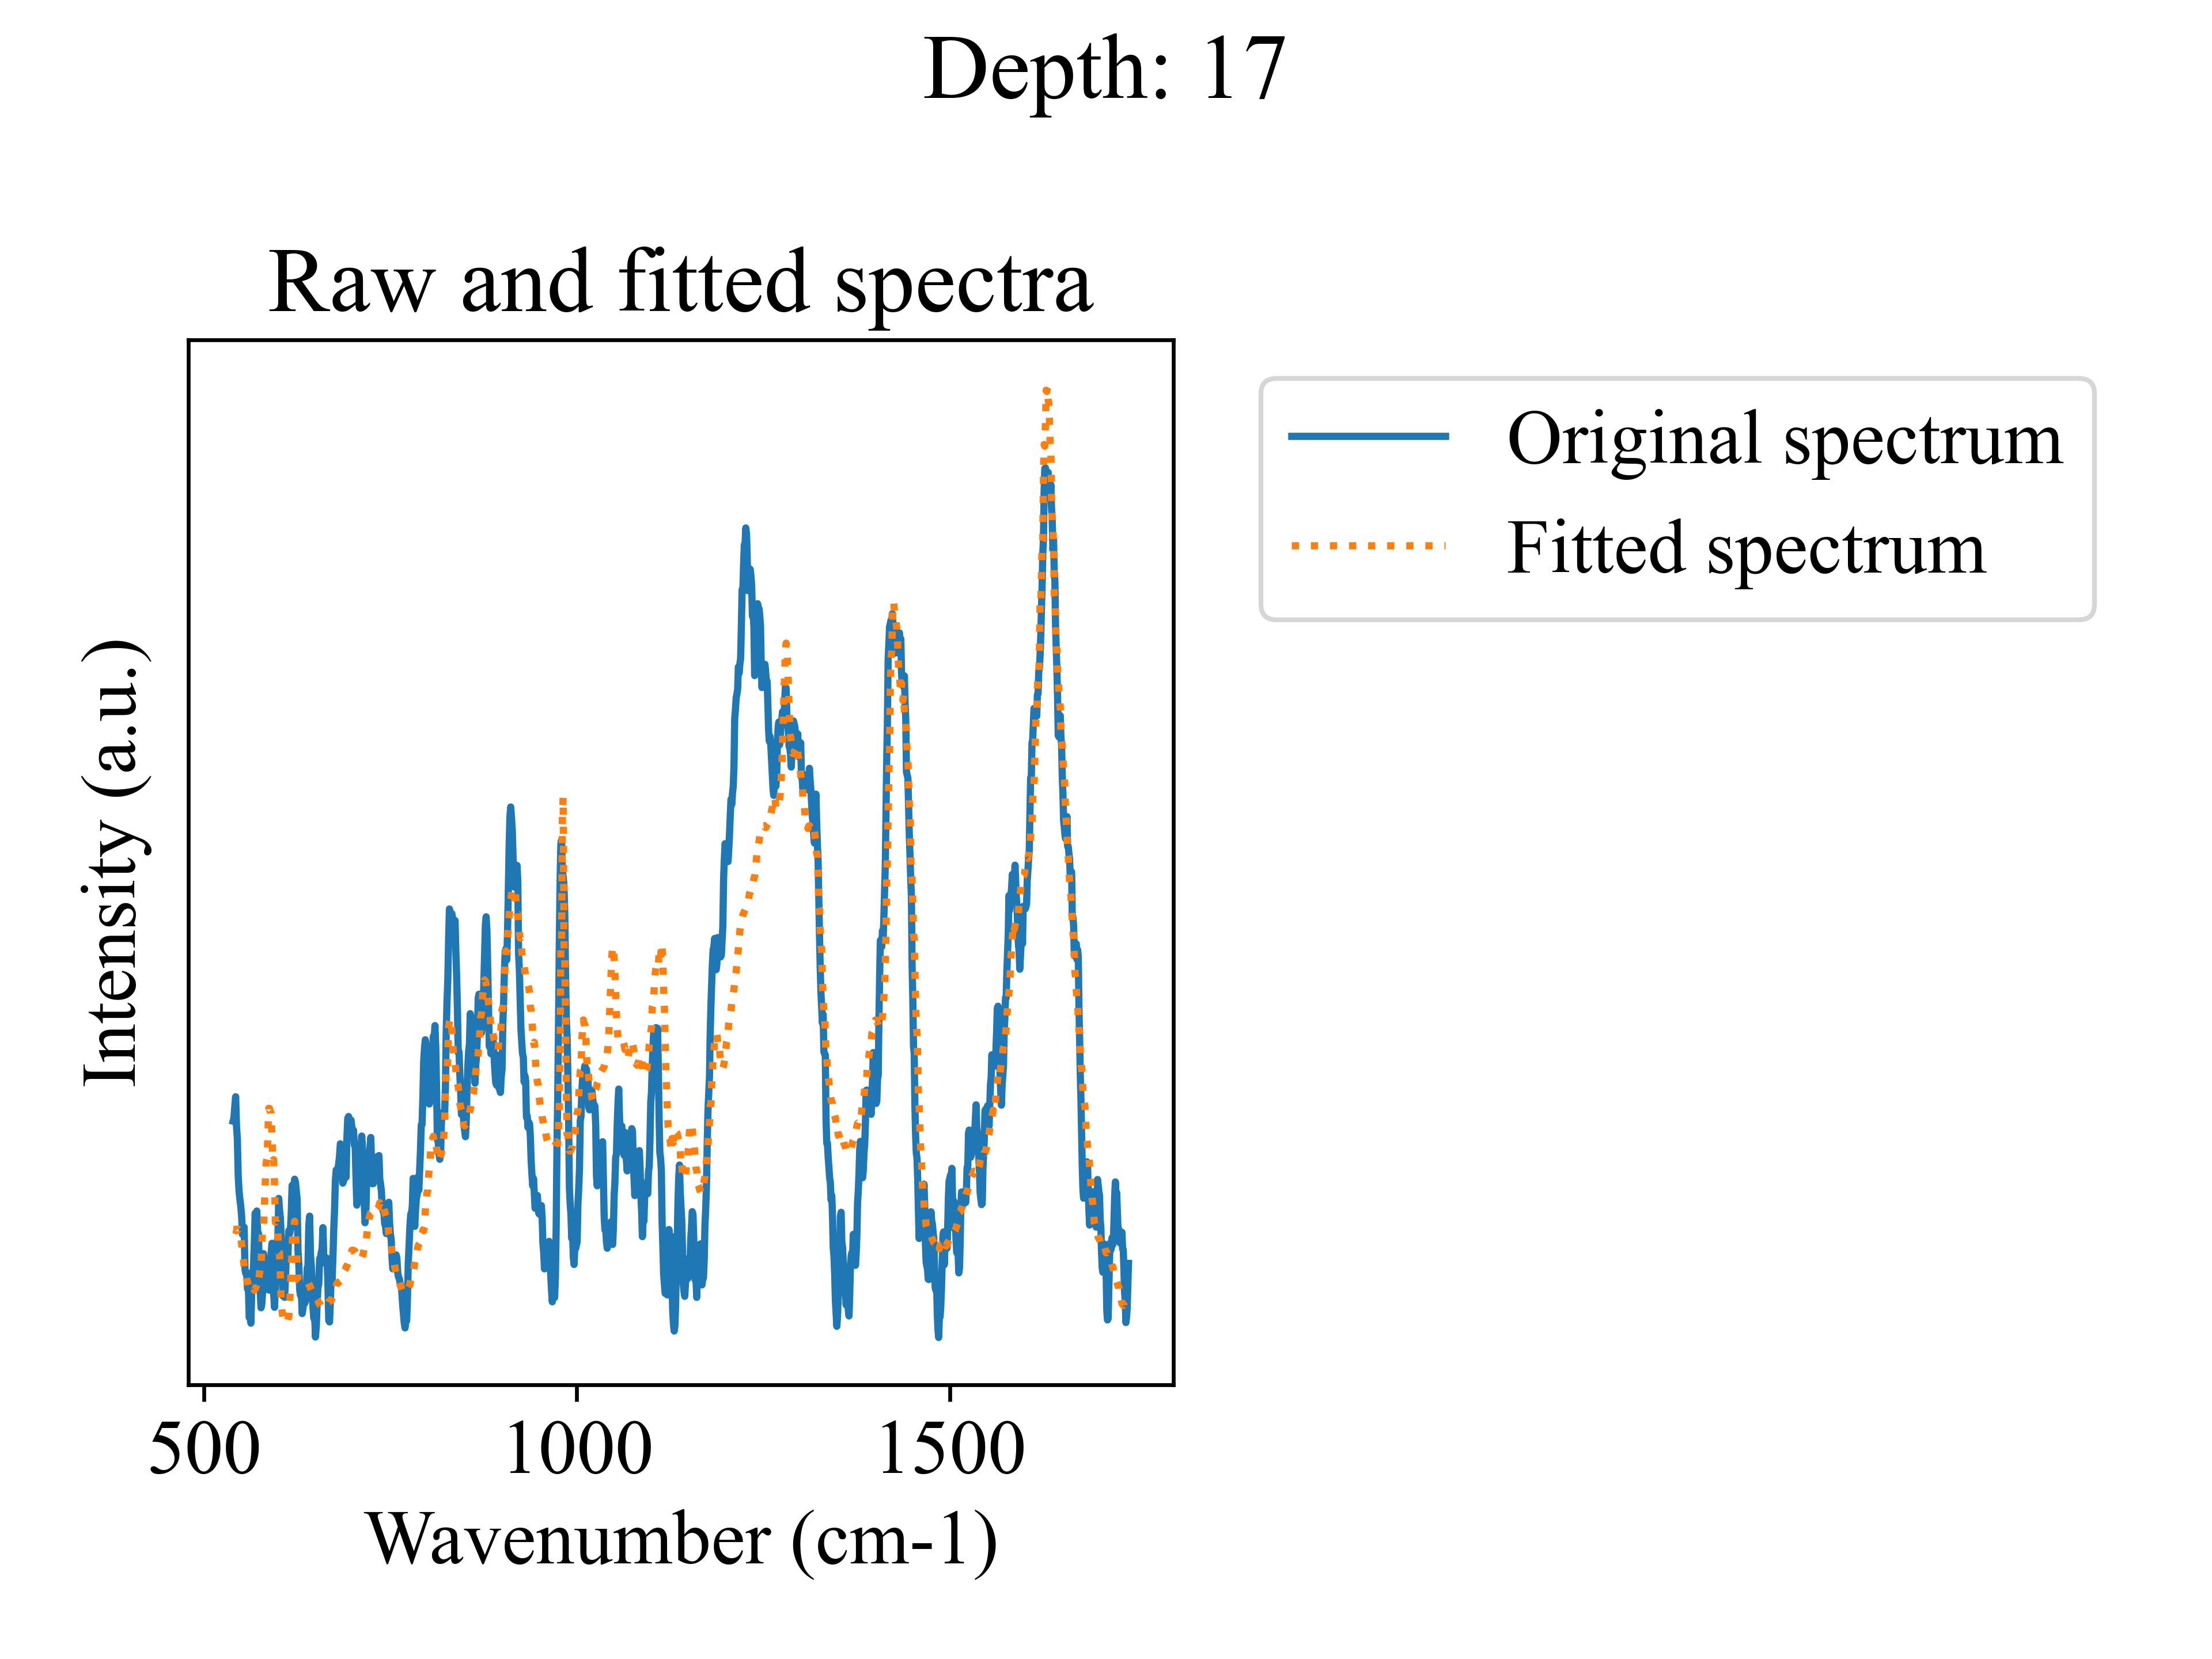 Depth: 17
Raw and fitted spectra
Original spectrum
Fitted spectrum
Intensity (a.u.)
500 1000 1500
Wavenumber (cm-1)